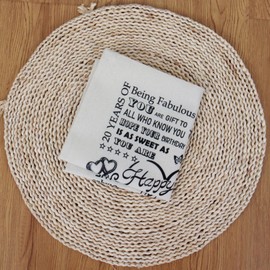 20 YEARS OF
Being Fabulous
YOU ARE GIFT TO
ALL WHO KNOW YOU
HOPE YOUR BIRTHDAY
IS AS SWEET AS
YOU ARE
Happy